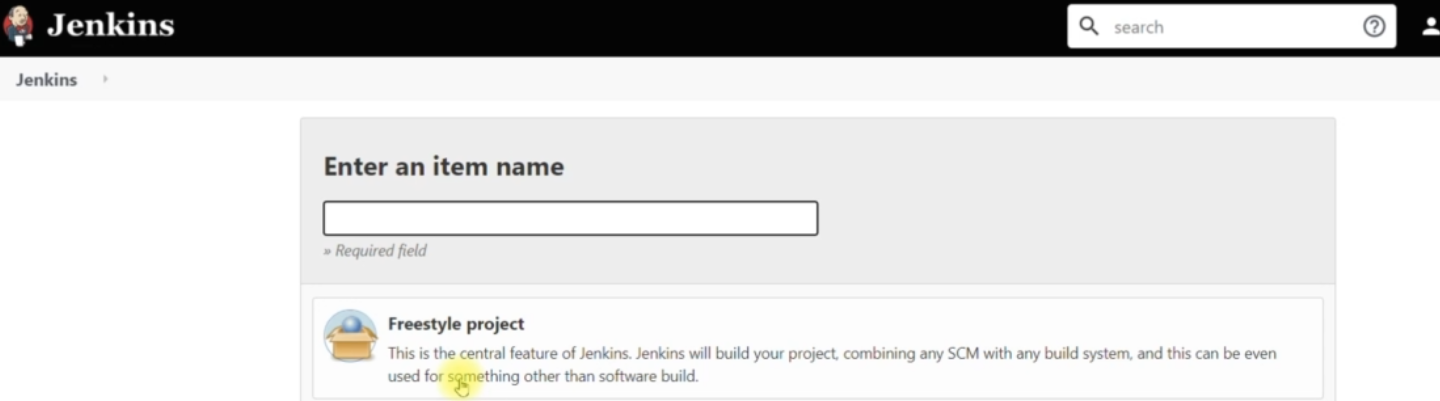 Jenkins
search
Jenkins
Enter an item name
» Required field
Freestyle project
This is the central feature of Jenkins. Jenkins will build your project, combining any SCM with any build system, and this can be even
used for something other than software build.